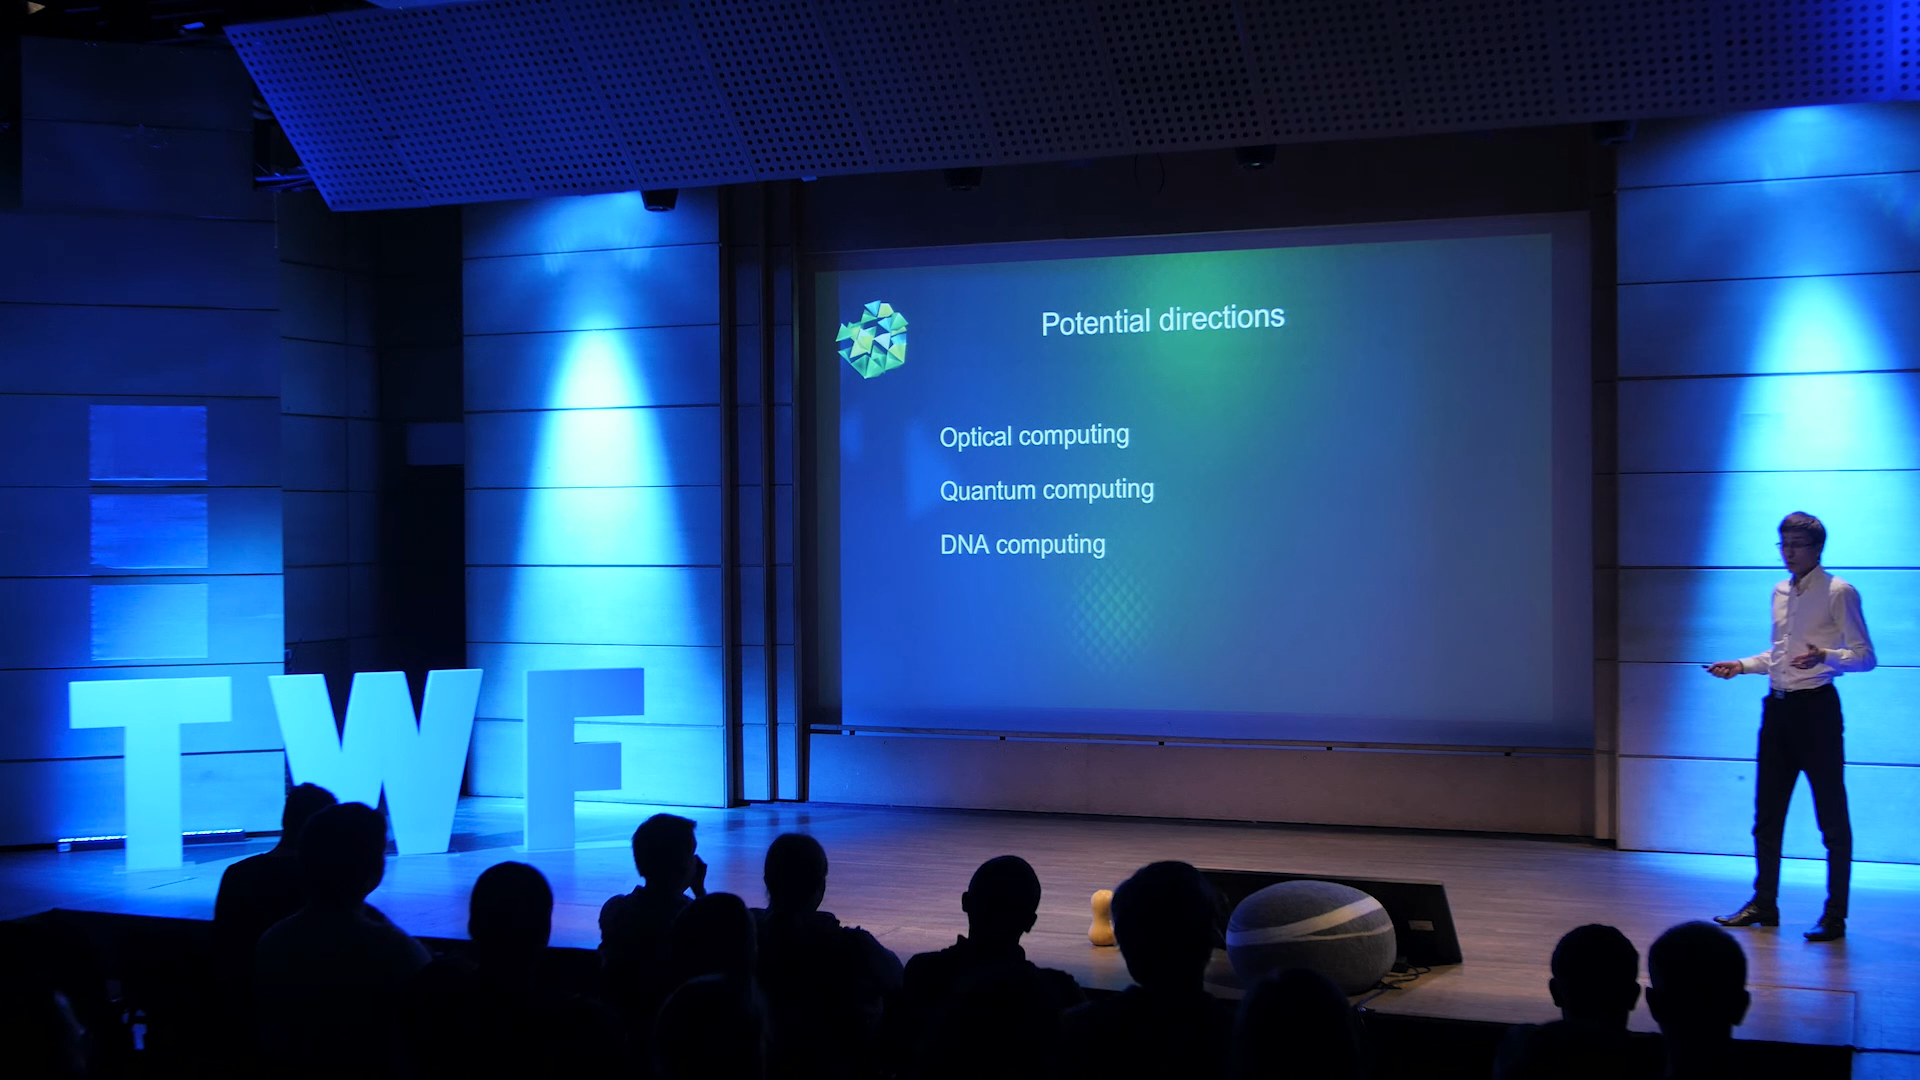 Potential directions
Optical computing
Quantum computing
DNA computing
TWF